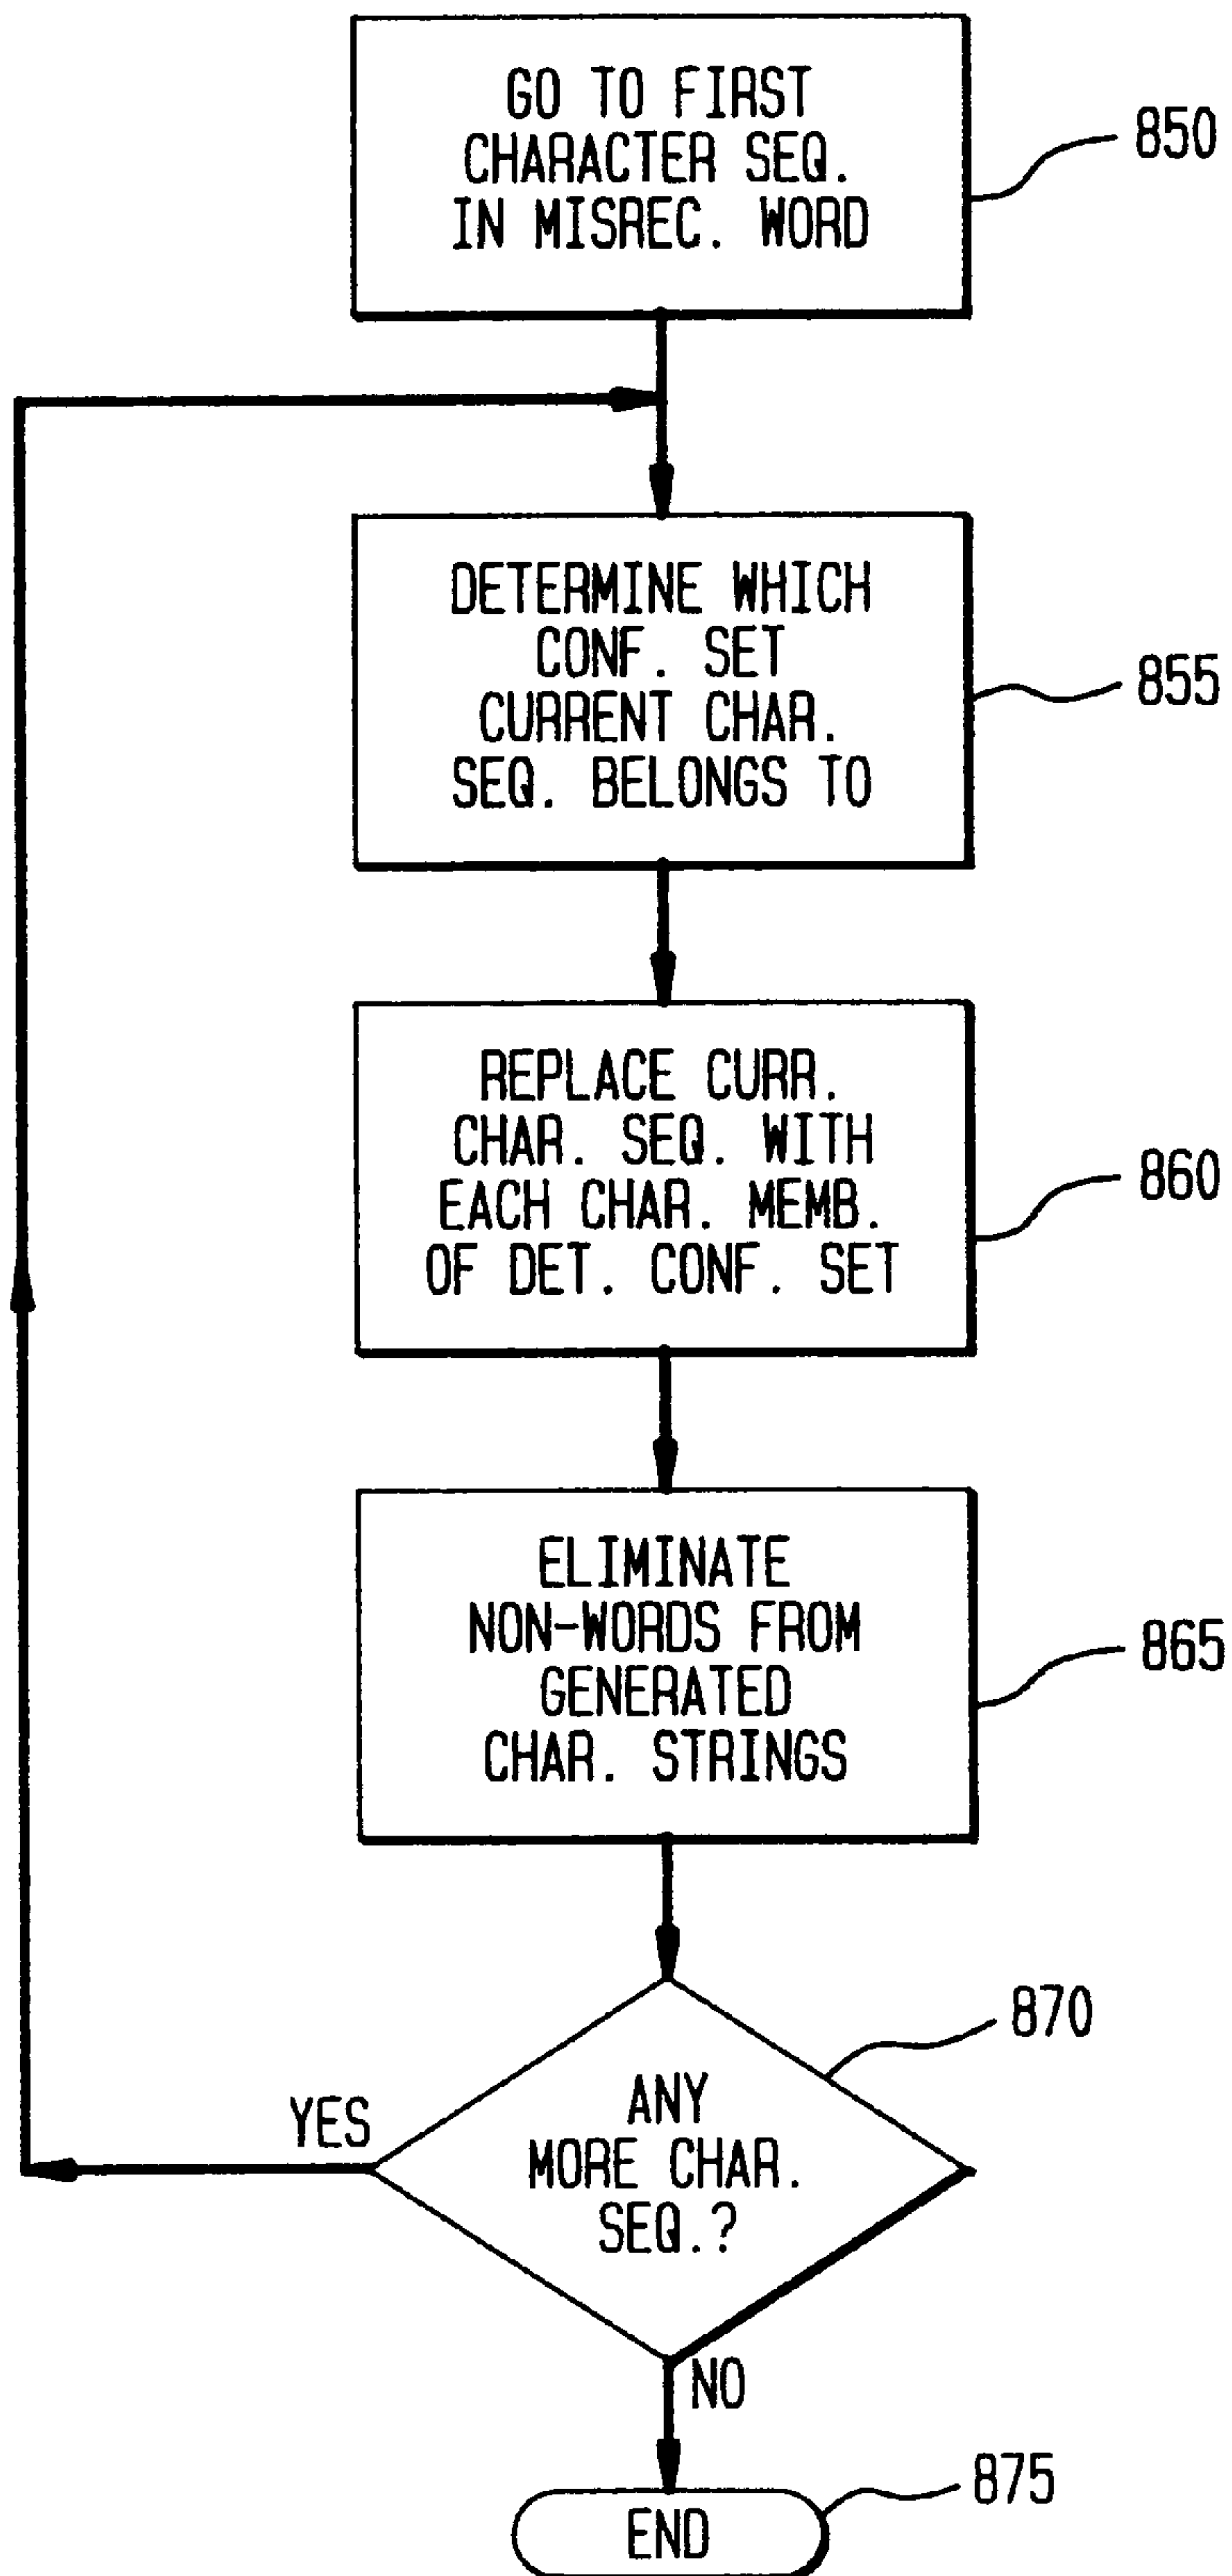 GO TO FIRST
CHARACTER SEQ.
IN MISREC. WORD
850
DETERMINE WHICH
CONF. SET
CURRENT CHAR.
SEQ. BELONGS TO
855
REPLACE CURR.
CHAR. SEQ. WITH
EACH CHAR. MEMB.
OF DET. CONF. SET
860
ELIMINATE
NON-WORDS FROM
GENERATED
CHAR. STRINGS
865
870
YES
ANY
MORE CHAR.
SEQ.?
NO
875
END